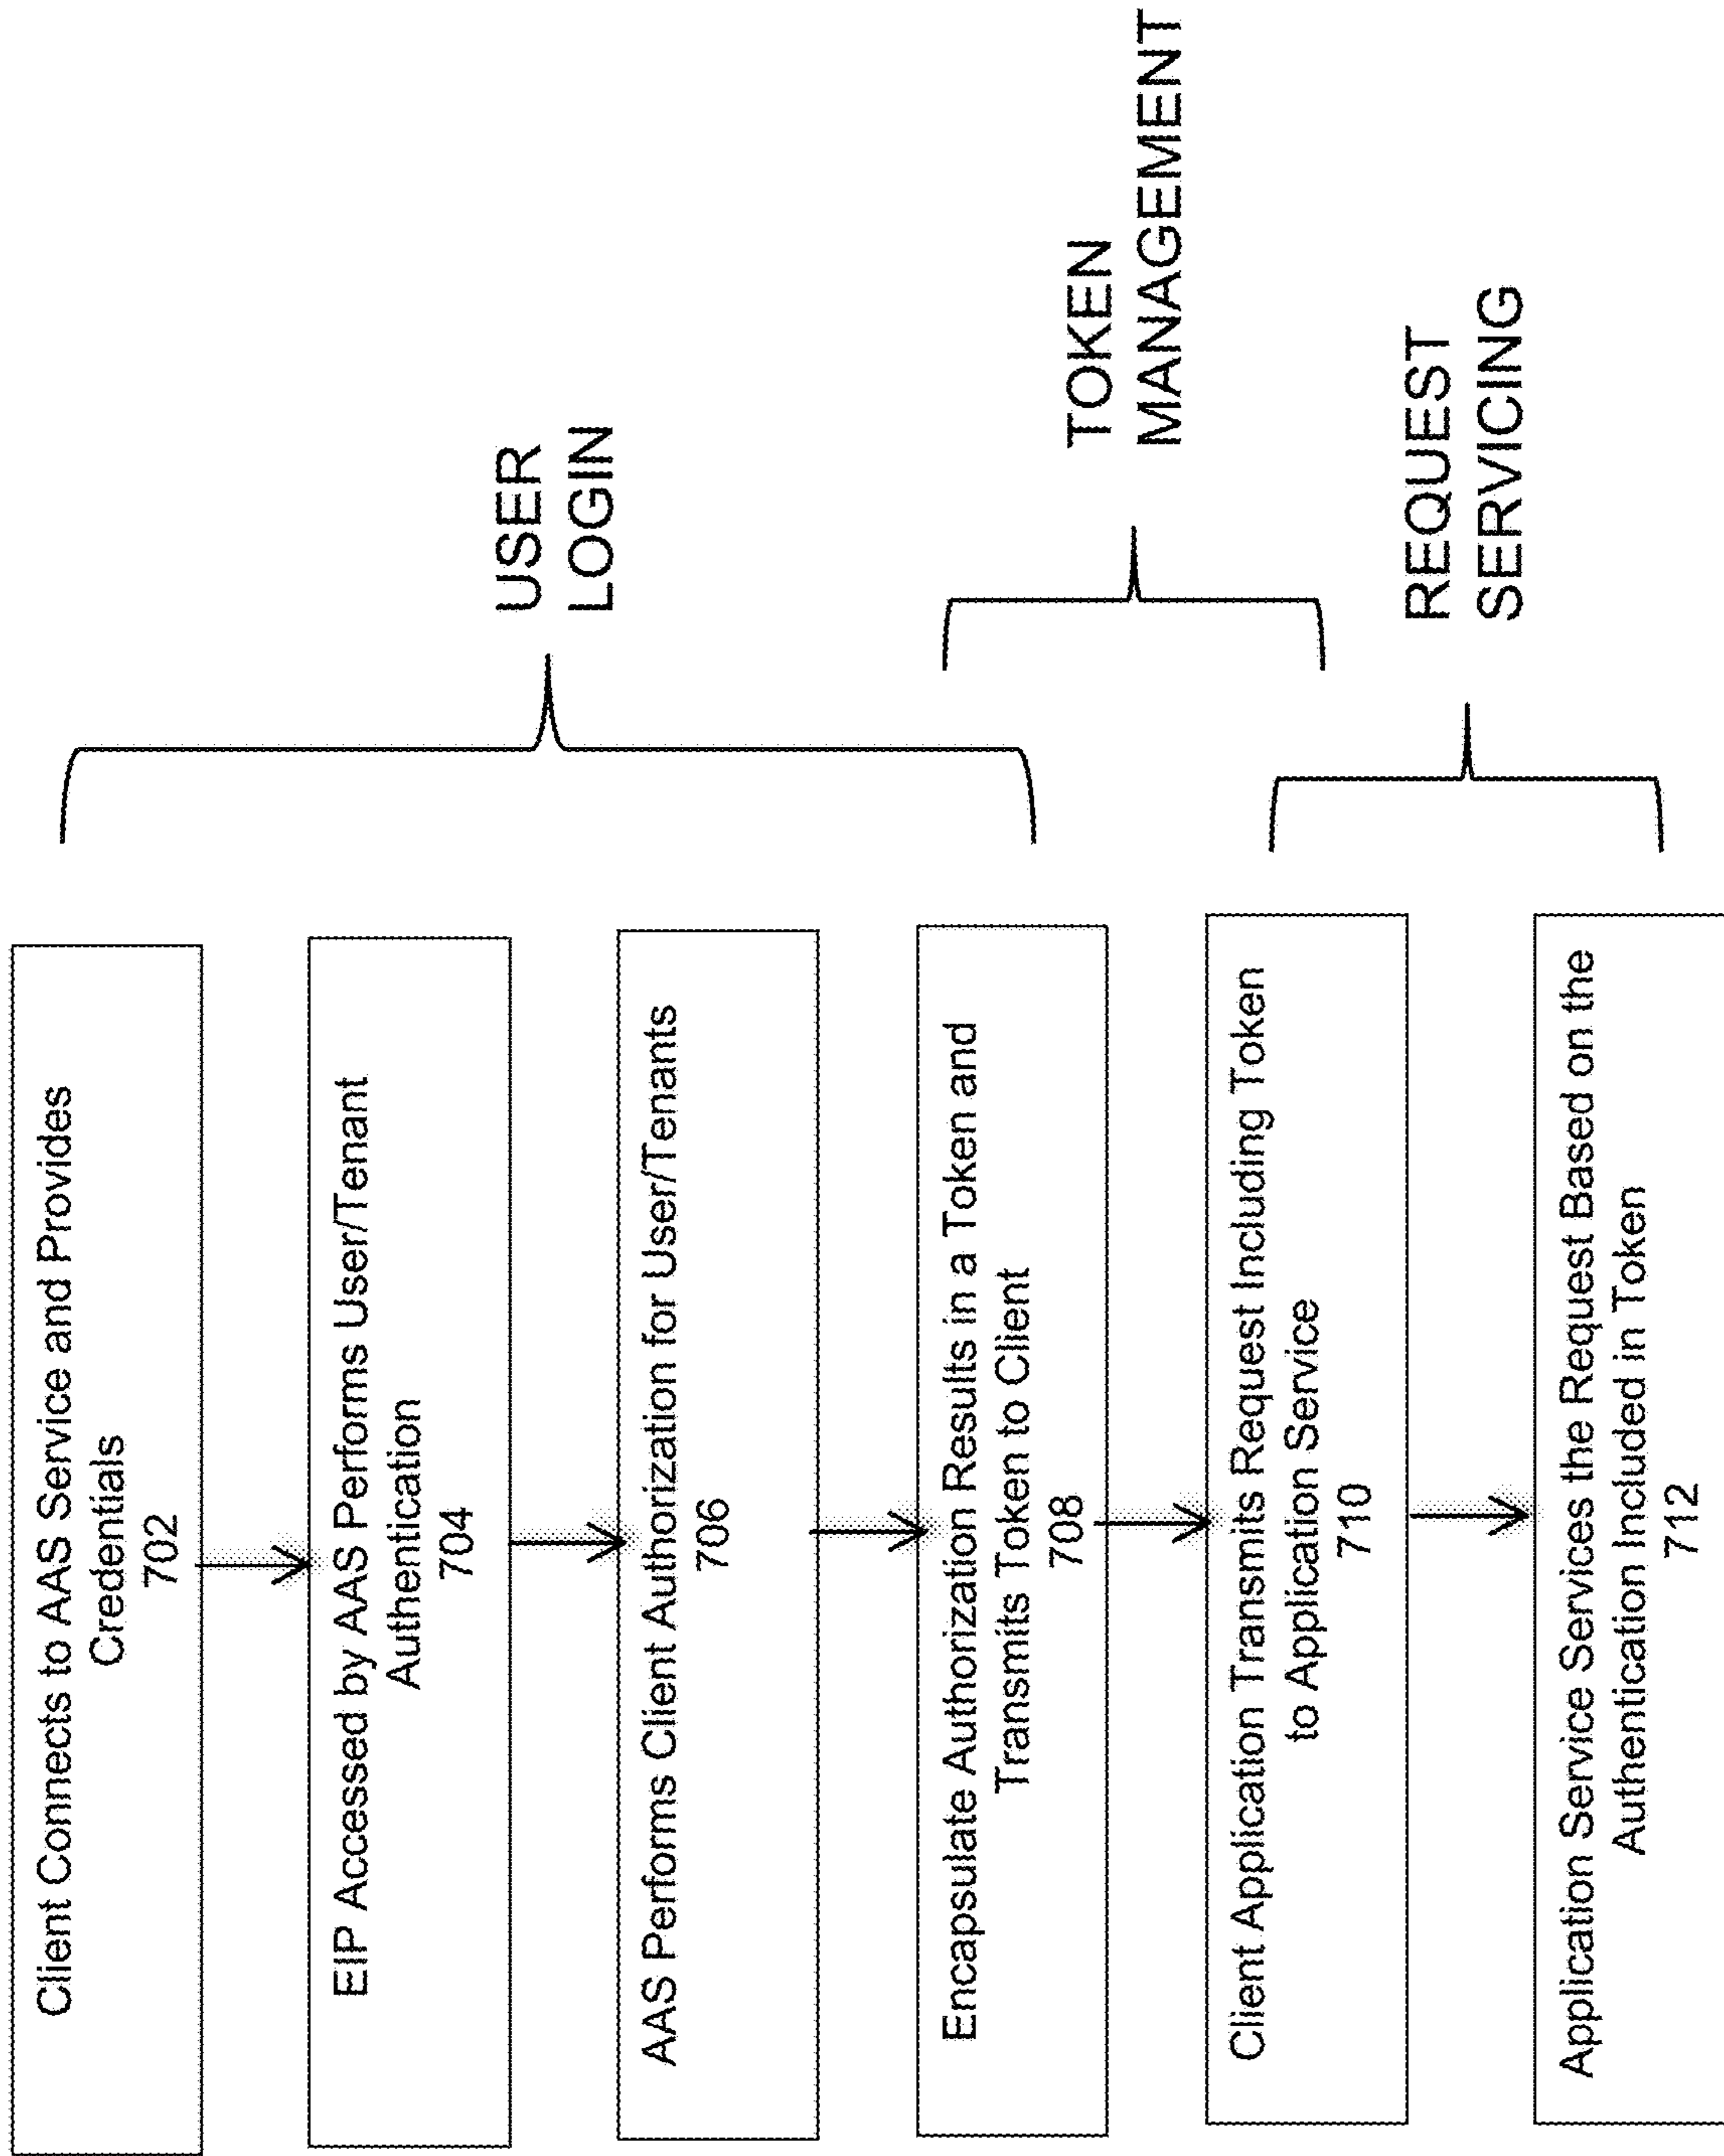 Client Connects to AAS Service and Provides
Credentials
702
EIP Accessed by AAS Performs User/Tenant
Authentication
704
AAS Performs Client Authorization for User/Tenants
706
Encapsulate Authorization Results in a Token and
Transmits Token to Client
708
Client Application Transmits Request Including Token
to Application Service
710
Application Service Services the Request Based on the
Authentication Included in Token
712
USER
LOGIN
TOKEN
MANAGEMENT
REQUEST
SERVICING